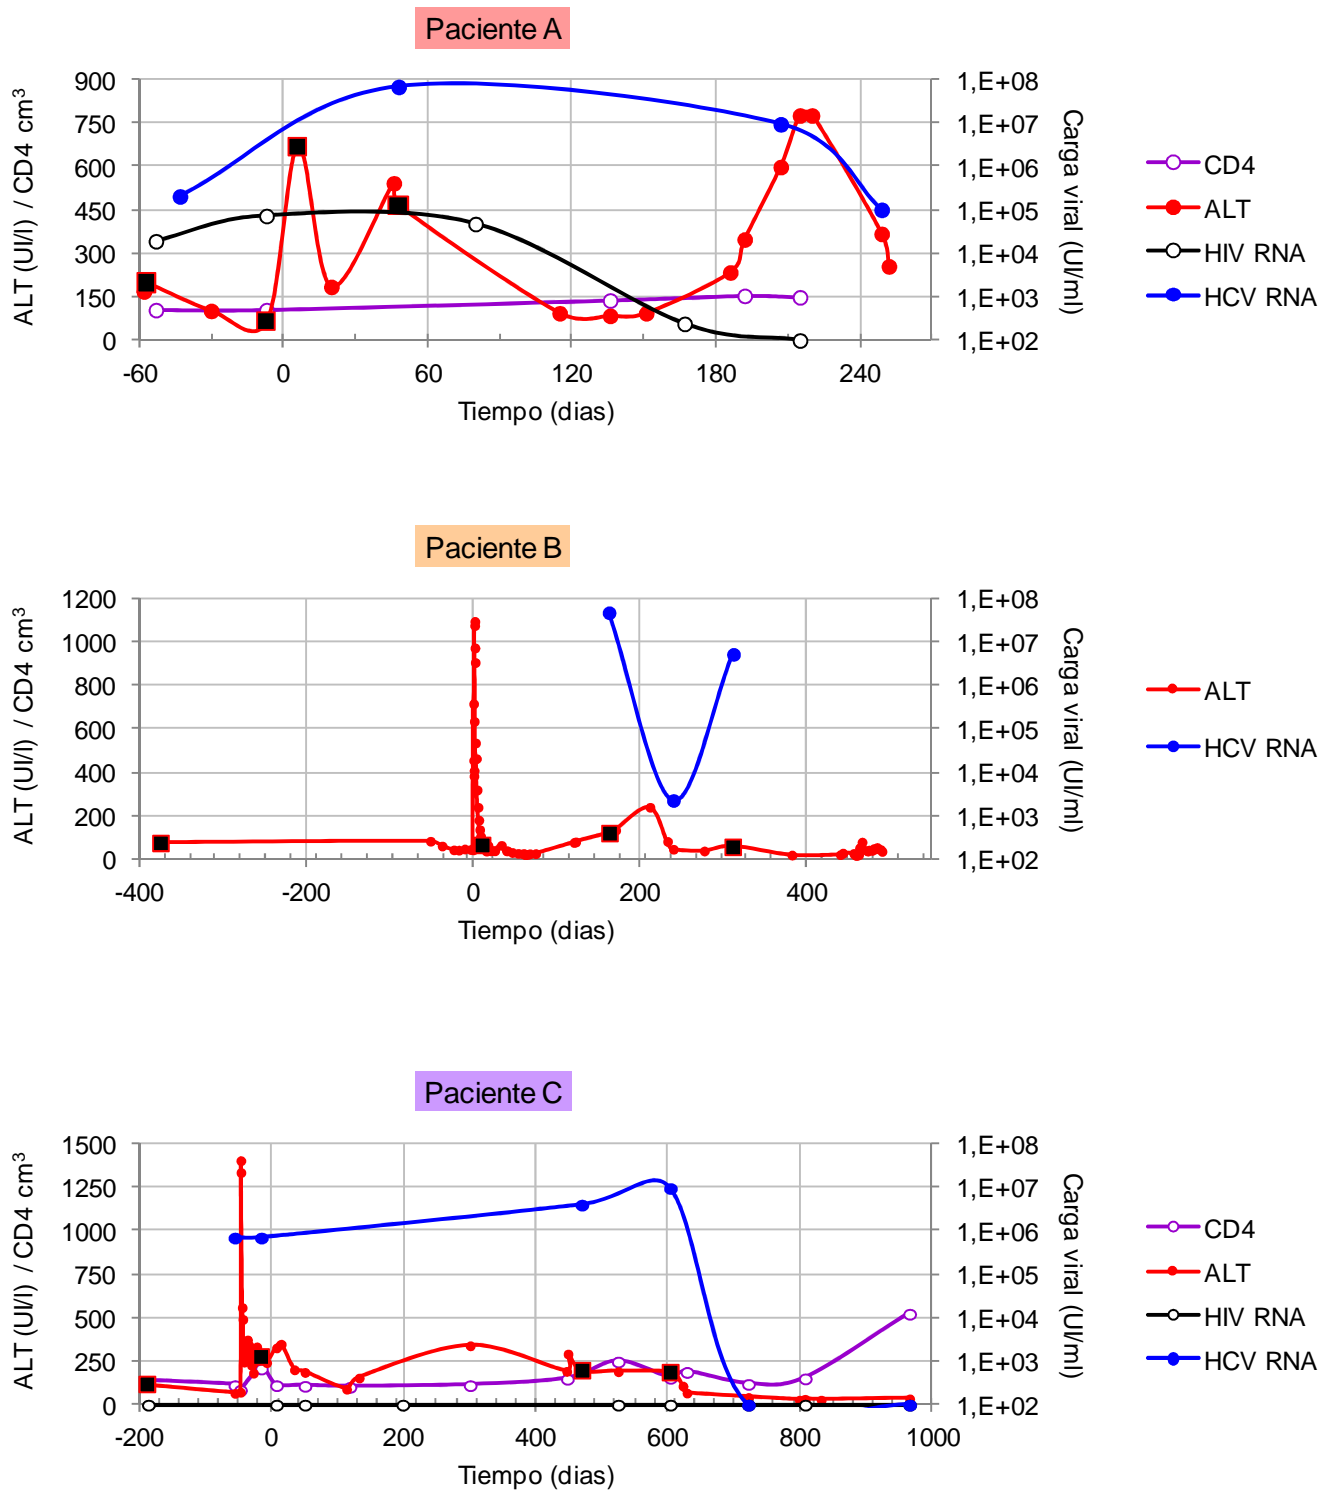 Paciente A
ALT (UI/l) / CD4 cm³
900
750
600
450
300
150
0
1,E+08
1,E+07
1,E+06
1,E+05
1,E+04
1,E+03
1,E+02
Carga viral (UI/ml)
-60 0 60 120 180 240
Tiempo (dias)
CD4
ALT
HIV RNA
HCV RNA
Paciente B
ALT (UI/l) / CD4 cm³
1200
1000
800
600
400
200
0
1,E+08
1,E+07
1,E+06
1,E+05
1,E+04
1,E+03
1,E+02
Carga viral (UI/ml)
-400 -200 0 200 400
Tiempo (dias)
ALT
HCV RNA
Paciente C
ALT (UI/l) / CD4 cm³
1500
1250
1000
750
500
250
0
1,E+08
1,E+07
1,E+06
1,E+05
1,E+04
1,E+03
1,E+02
Carga viral (UI/ml)
-200 0 200 400 600 800 1000
Tiempo (dias)
CD4
ALT
HIV RNA
HCV RNA